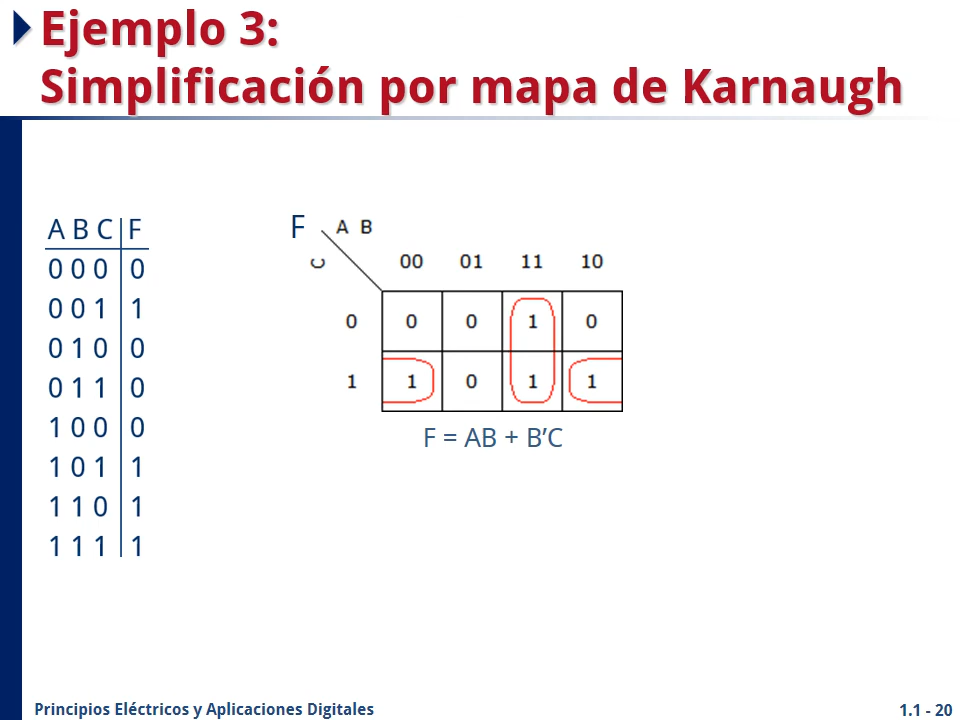 Ejemplo 3:
Simplificación por mapa de Karnaugh
A B C F
0 0 0 0
0 0 1 1
0 1 0 0
0 1 1 0
1 0 0 0
1 0 1 1
1 1 0 1
1 1 1 1
F A B
C 00 01 11 10
0 0 0 1 0
1 1 0 1 1
F = AB + B’C
Principios Eléctricos y Aplicaciones Digitales
1.1 - 20